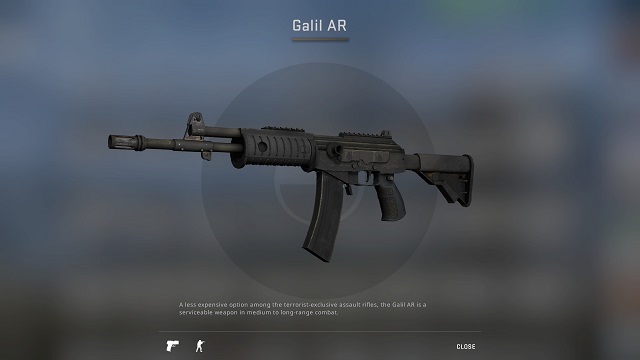 Galil AR
A less expensive option among the terrorist-exclusive assault rifles, the Galil AR is a
serviceable weapon in medium to long-range combat.
CLOSE